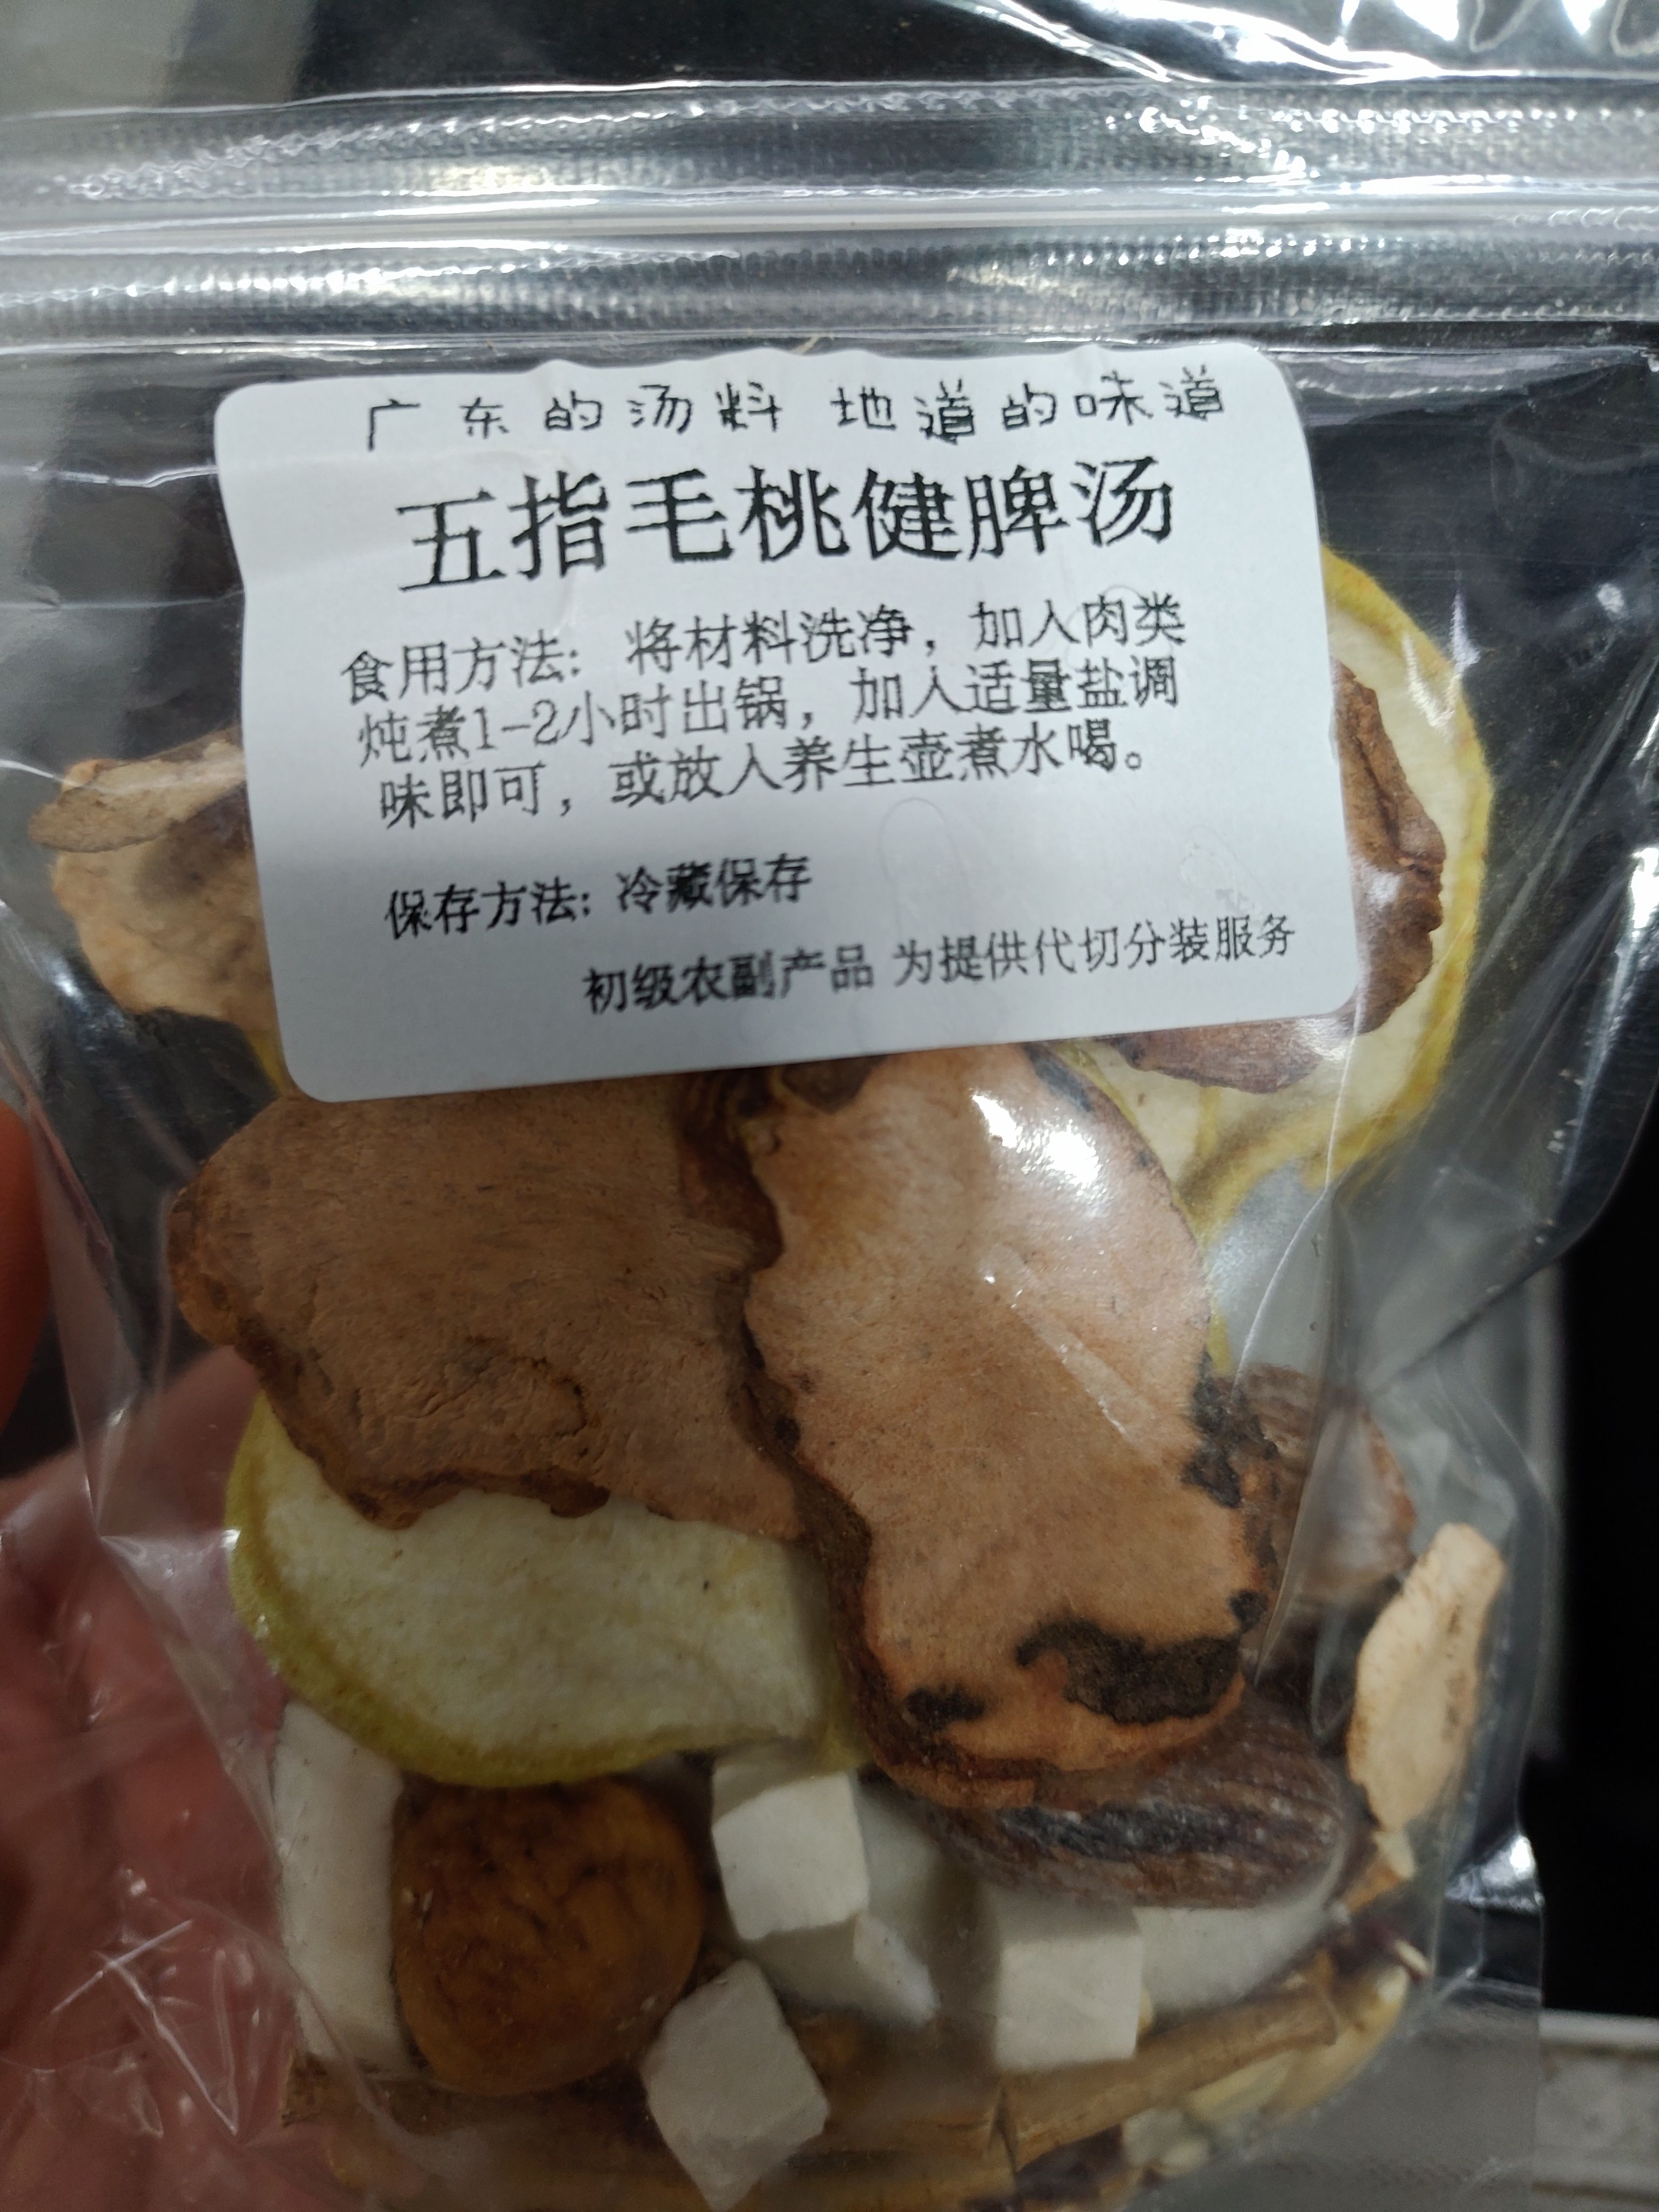 广东的汤料 地道的味道
五指毛桃健脾汤
食用方法：将材料洗净，加入肉类
炖煮1-2小时出锅，加入适量盐调
味即可，或放入养生壶煮水喝。
保存方法：冷藏保存
初级农副产品 为提供代切分装服务